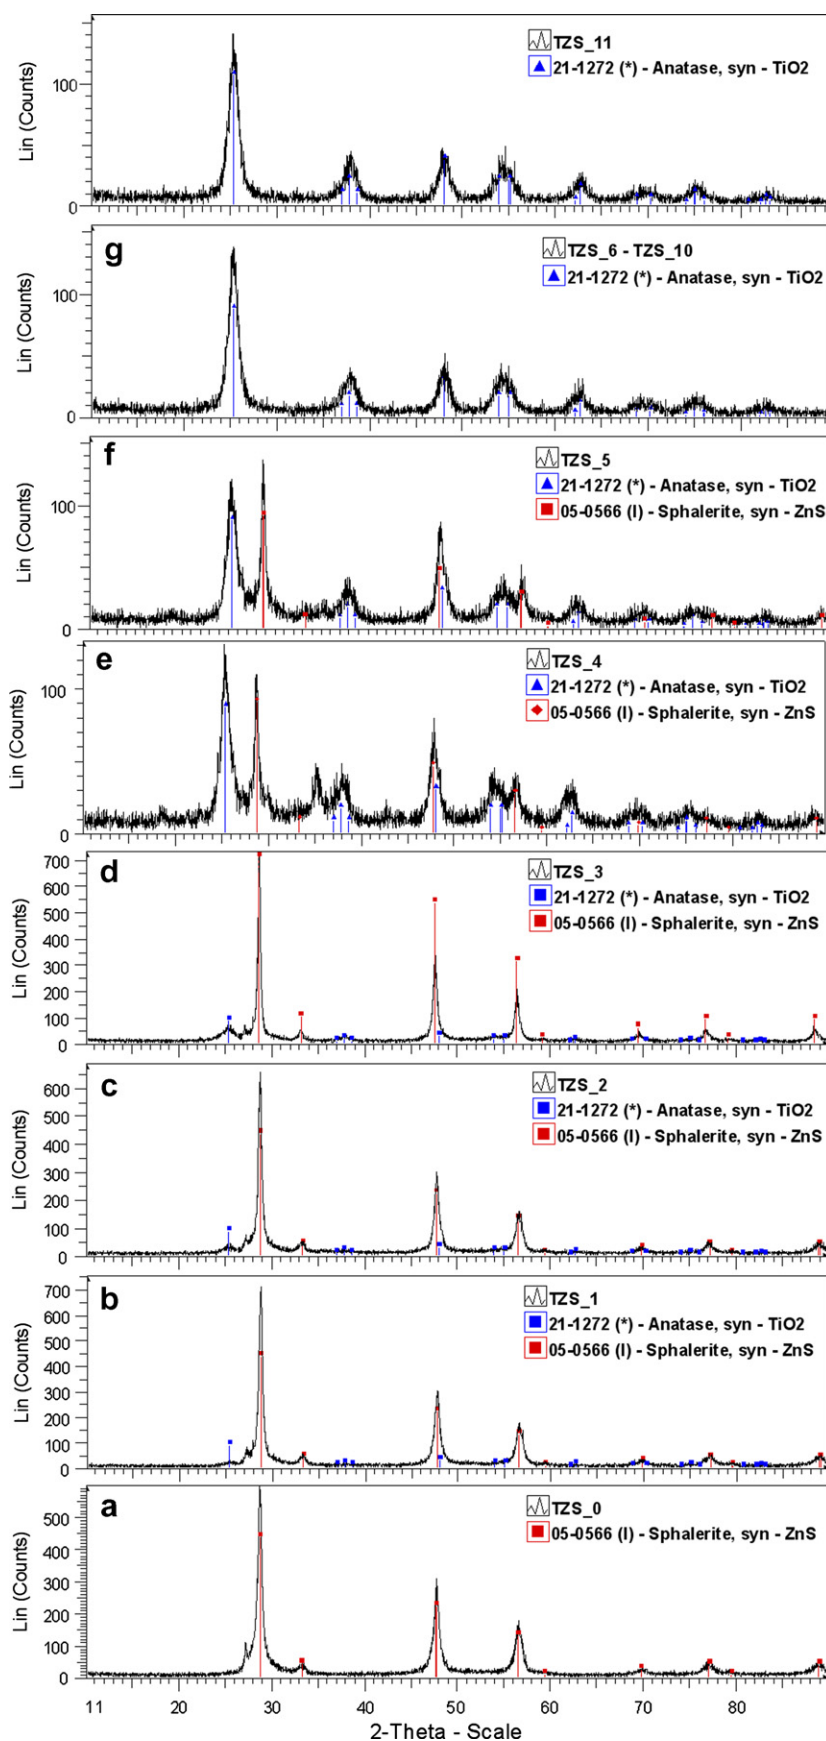 TZS_11
21-1272 (*) - Anatase, syn - TiO2
Lin (Counts)
100
0
g
TZS_6 - TZS_10
21-1272 (*) - Anatase, syn - TiO2
Lin (Counts)
100
0
f
TZS_5
21-1272 (*) - Anatase, syn - TiO2
05-0566 (I) - Sphalerite, syn - ZnS
Lin (Counts)
100
0
e
TZS_4
21-1272 (*) - Anatase, syn - TiO2
05-0566 (I) - Sphalerite, syn - ZnS
Lin (Counts)
100
0
d
TZS_3
21-1272 (*) - Anatase, syn - TiO2
05-0566 (I) - Sphalerite, syn - ZnS
Lin (Counts)
700
600
500
400
300
200
100
0
c
TZS_2
21-1272 (*) - Anatase, syn - TiO2
05-0566 (I) - Sphalerite, syn - ZnS
Lin (Counts)
600
500
400
300
200
100
0
b
TZS_1
21-1272 (*) - Anatase, syn - TiO2
05-0566 (I) - Sphalerite, syn - ZnS
Lin (Counts)
700
600
500
400
300
200
100
0
a
TZS_0
05-0566 (I) - Sphalerite, syn - ZnS
Lin (Counts)
500
400
300
200
100
0
11 20 30 40 50 60 70 80
2-Theta - Scale